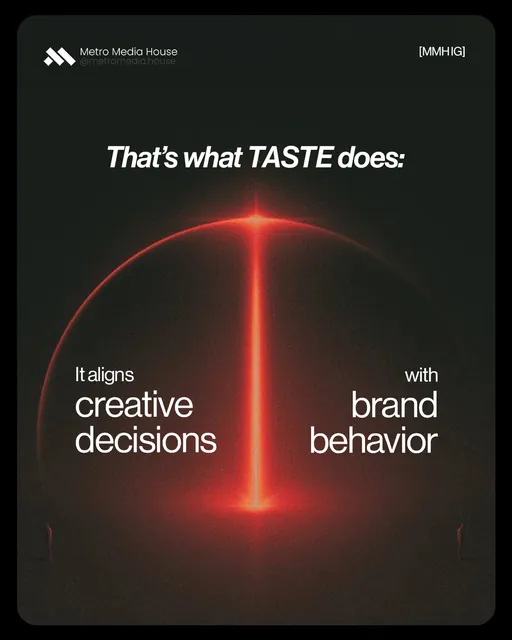 Metro Media House
@metromedia.house
[MMHIG]
That's what TASTE does:
It aligns
creative
decisions
with
brand
behavior